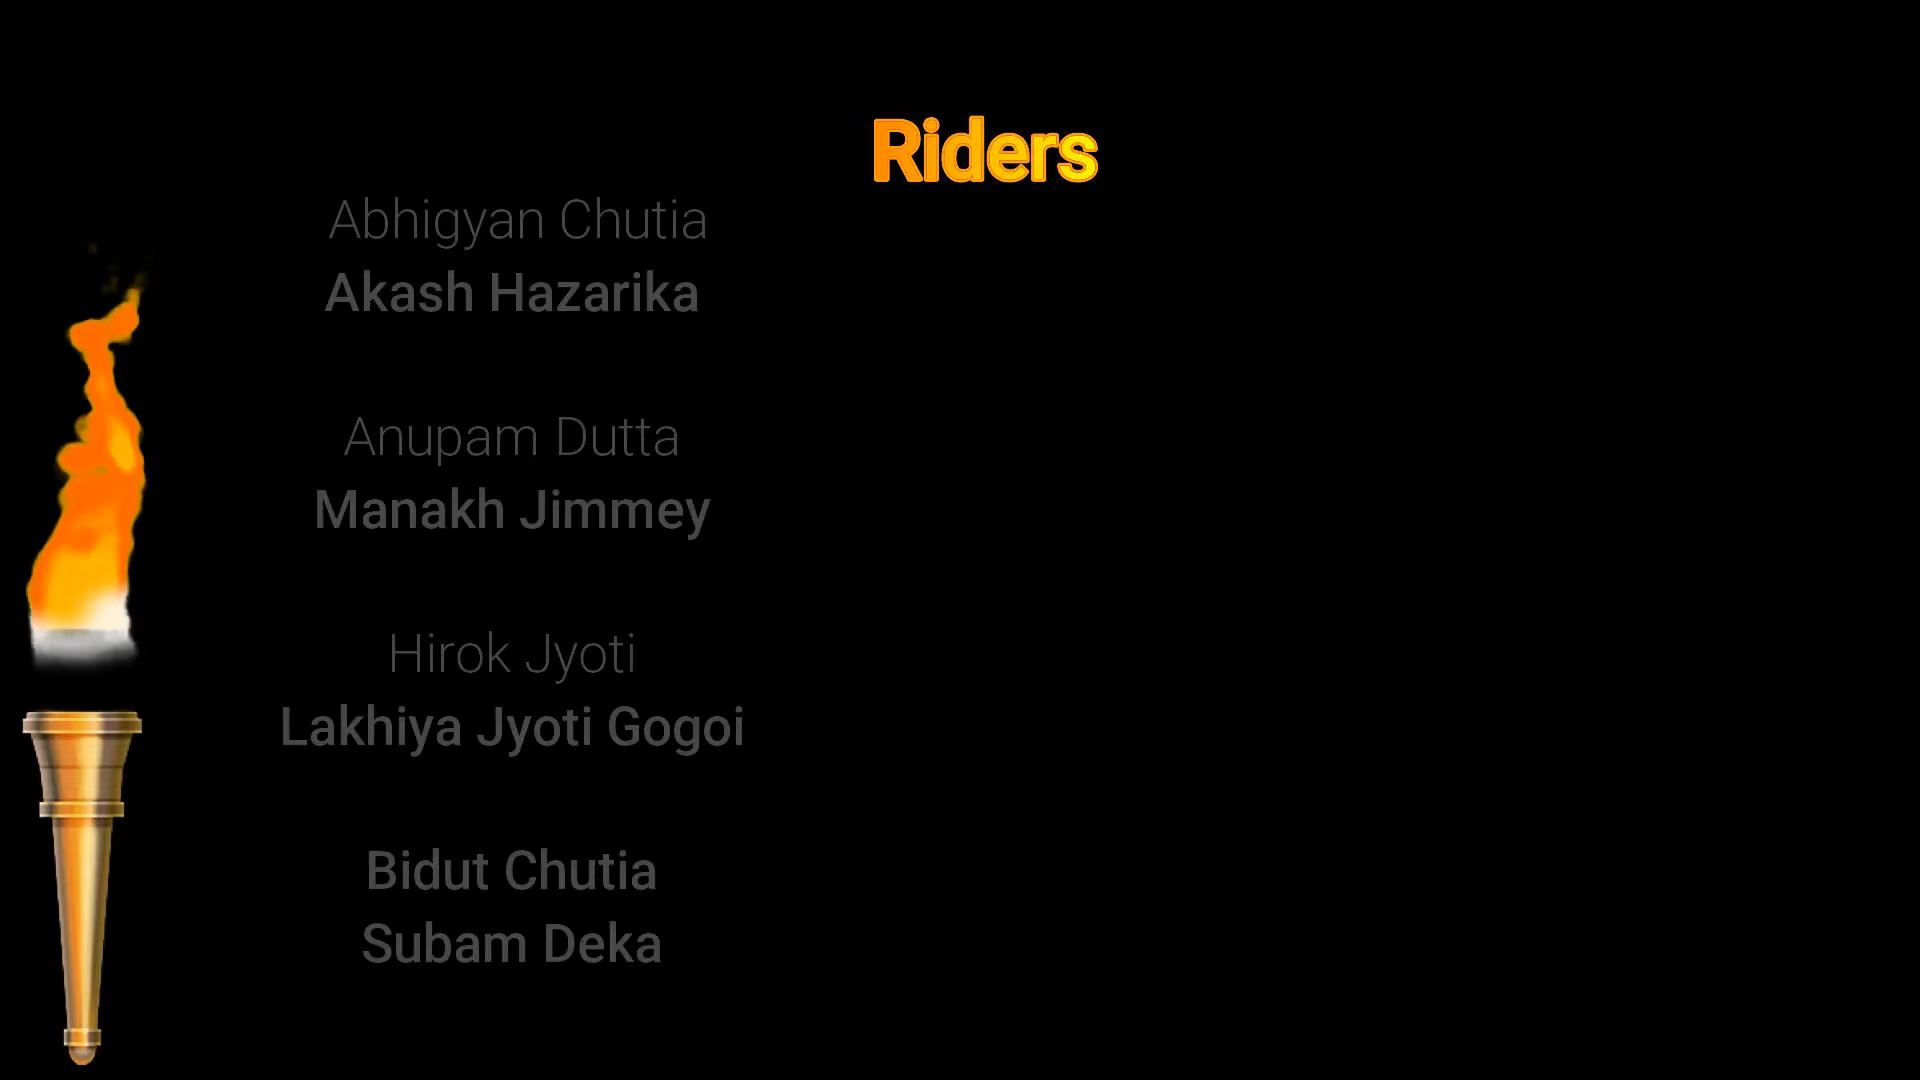 Riders
Abhigyan Chutia
Akash Hazarika
Anupam Dutta
Manakh Jimmey
Hirok Jyoti
Lakhiya Jyoti Gogoi
Bidut Chutia
Subam Deka